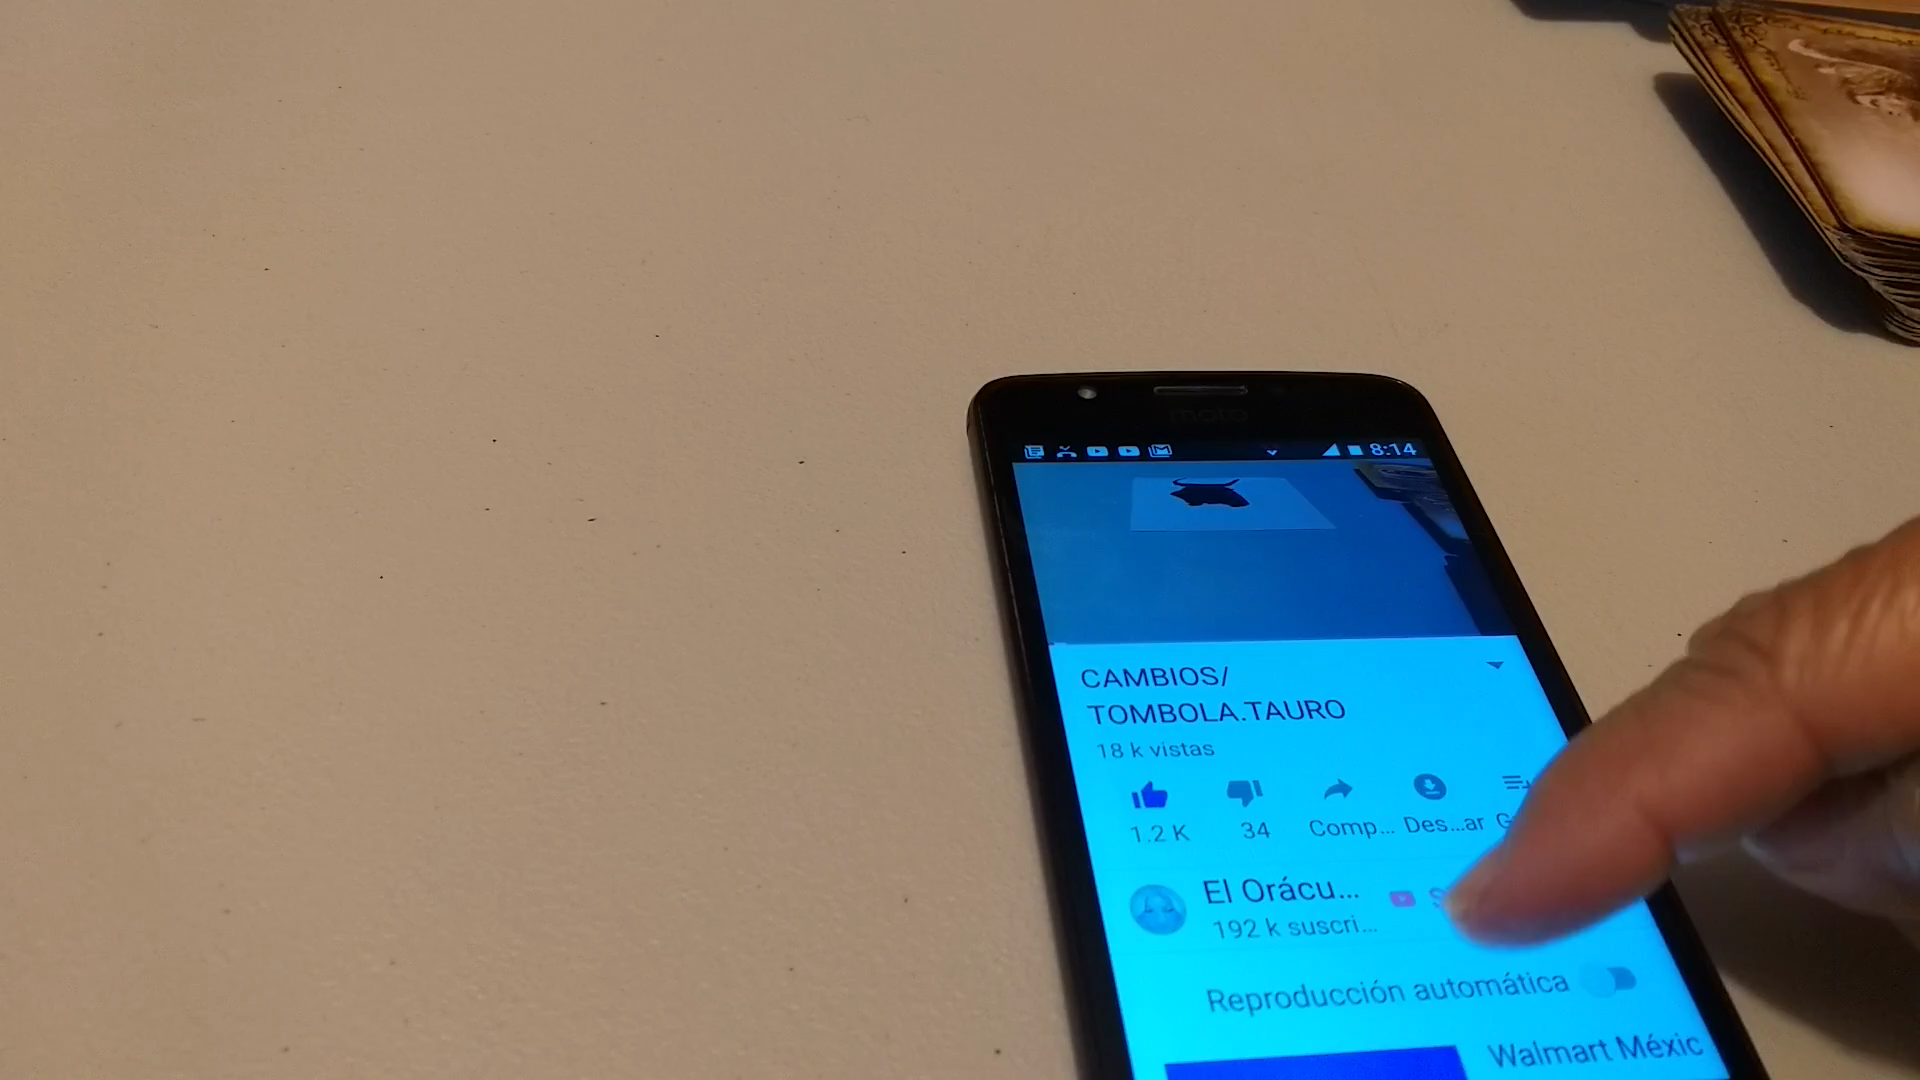 moto
8:14
CAMBIOS/
TOMBOLA.TAURO
18 k vistas
1.2 K
34
Comp...
Des...ar
G
El Orácu...
S
192 k suscri...
Reproducción automática
Walmart Méxic